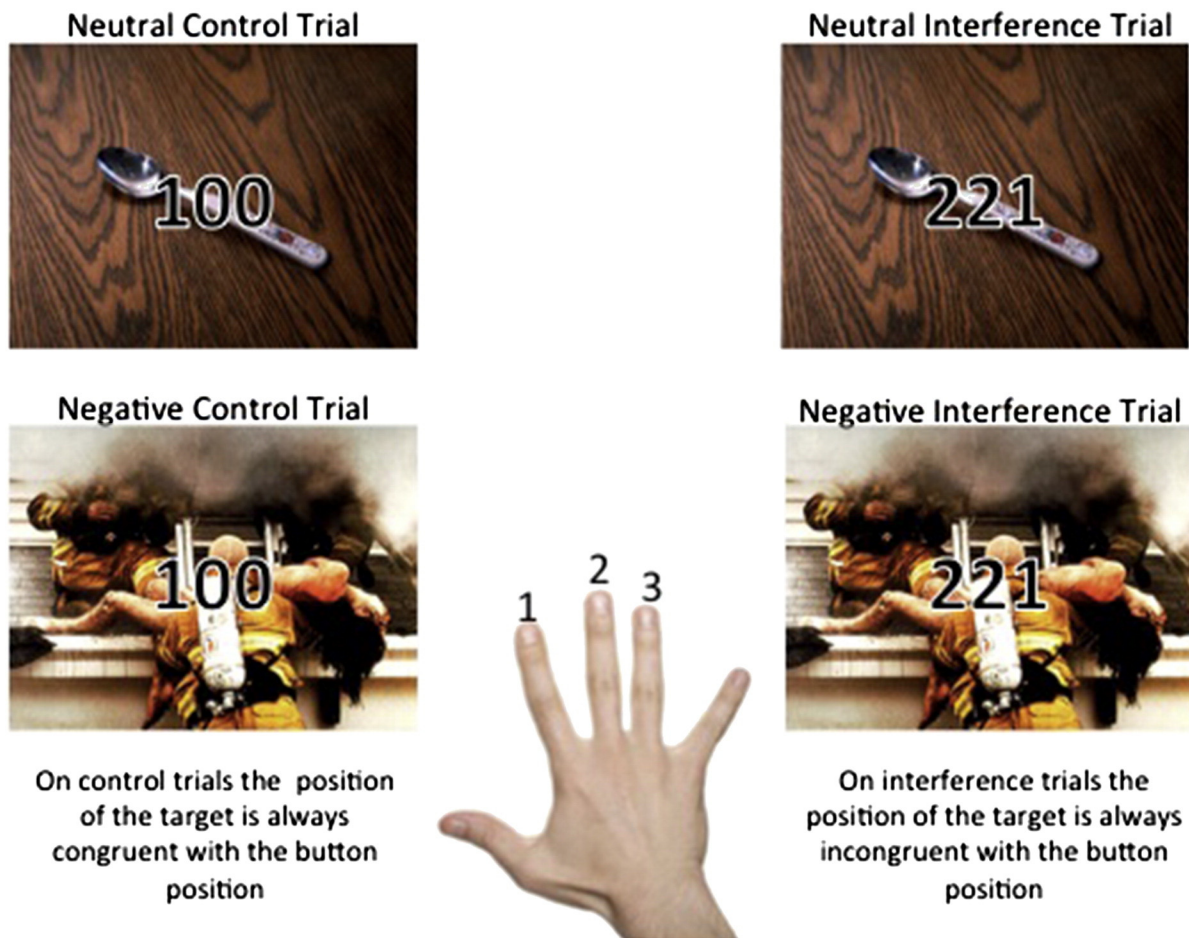 Neutral Control Trial
Neutral Interference Trial
100
221
Negative Control Trial
Negative Interference Trial
100
221
1
2
3
On control trials the position
of the target is always
congruent with the button
position
On interference trials the
position of the target is always
incongruent with the button
position